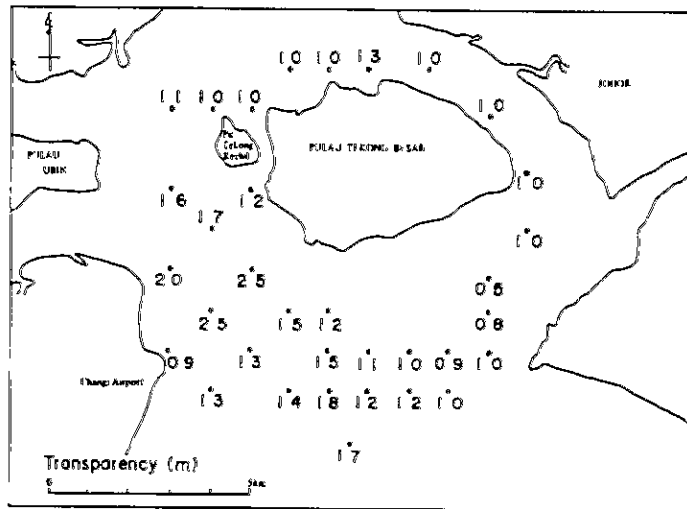 1.0 1.0 1.3 1.0
JOHOR
1.1 1.0 1.0
1.0
PULAU
UBIN
PULAU TEKONG BESAR
1.0
1.6 1.2
1.7
1.0
2.0 2.5 0.5
2.5 1.5 1.2 0.8
0.9 1.3 1.5 1.1 1.0 0.9 1.0
Changi Airport
1.3 1.4 1.8 1.2 1.2 1.0
1.7
Transparency (m)
0 5km